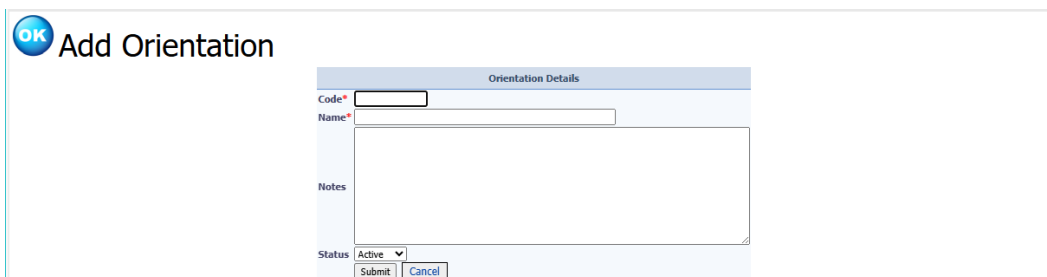 OK Add Orientation
Orientation Details
Code*
Name*
Notes
Status Active
Submit Cancel